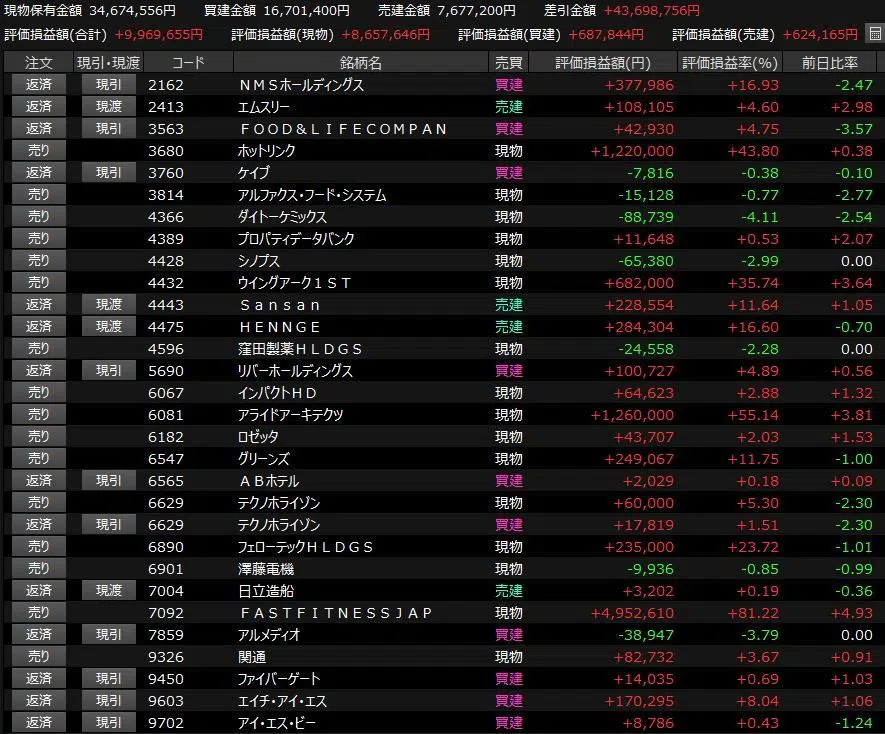 現物保有金額 34,674,556円 買建金額 16,701,400円 売建金額 7,677,200円 差引金額 +43,698,756円
評価損益額(合計) +9,969,655円 評価損益額(現物) +8,657,646円 評価損益額(買建) +687,844円 評価損益額(売建) +624,165円
注文 現引・現渡 コード 銘柄名 売買 評価損益額(円) 評価損益率(%) 前日比率
返済 現引 2162 ＮＭＳホールディングス 買建 +377,986 +16.93 -2.47
返済 現渡 2413 エムスリー 売建 +108,105 +4.60 +2.98
返済 現引 3563 ＦＯＯＤ＆ＬＩＦＥＣＯＭＰＡＮ 買建 +42,930 +4.75 -3.57
売り 3680 ホットリンク 現物 +1,220,000 +43.80 +0.38
返済 現引 3760 ケイブ 買建 -7,816 -0.38 -0.10
売り 3814 アルファクス・フード・システム 現物 -15,128 -0.77 -2.77
売り 4366 ダイトーケミックス 現物 -88,739 -4.11 -2.54
売り 4389 プロパティデータバンク 現物 +11,648 +0.53 +2.07
売り 4428 シノプス 現物 -65,380 -2.99 0.00
売り 4432 ウイングアーク１ＳＴ 現物 +682,000 +35.74 +3.64
返済 現渡 4443 Ｓａｎｓａｎ 売建 +228,554 +11.64 +1.05
返済 現渡 4475 ＨＥＮＮＧＥ 売建 +284,304 +16.60 -0.70
売り 4596 窪田製薬ＨＬＤＧＳ 現物 -24,558 -2.28 0.00
返済 現引 5690 リバーホールディングス 買建 +100,727 +4.89 +0.56
売り 6067 インパクトＨＤ 現物 +64,623 +2.88 +1.32
売り 6081 アライドアーキテクツ 現物 +1,260,000 +55.14 +3.81
売り 6182 ロゼッタ 現物 +43,707 +2.03 +1.53
売り 6547 グリーンズ 現物 +249,067 +11.75 -1.00
返済 現引 6565 ＡＢホテル 買建 +2,029 +0.18 +0.09
売り 6629 テクノホライゾン 現物 +60,000 +5.30 -2.30
返済 現引 6629 テクノホライゾン 買建 +17,819 +1.51 -2.30
売り 6890 フェローテックＨＬＤＧＳ 現物 +235,000 +23.72 -1.01
売り 6901 澤藤電機 現物 -9,936 -0.85 -0.99
返済 現渡 7004 日立造船 売建 +3,202 +0.19 -0.36
売り 7092 ＦＡＳＴＦＩＴＮＥＳＳＪＡＰ 現物 +4,952,610 +81.22 +4.93
返済 現引 7859 アルメディオ 買建 -38,947 -3.79 0.00
売り 9326 関通 現物 +82,732 +3.67 +0.91
返済 現引 9450 ファイバーゲート 買建 +14,035 +0.69 +1.03
返済 現引 9603 エイチ・アイ・エス 買建 +170,295 +8.04 +1.06
返済 現引 9702 アイ・エス・ビー 買建 +8,786 +0.43 -1.24